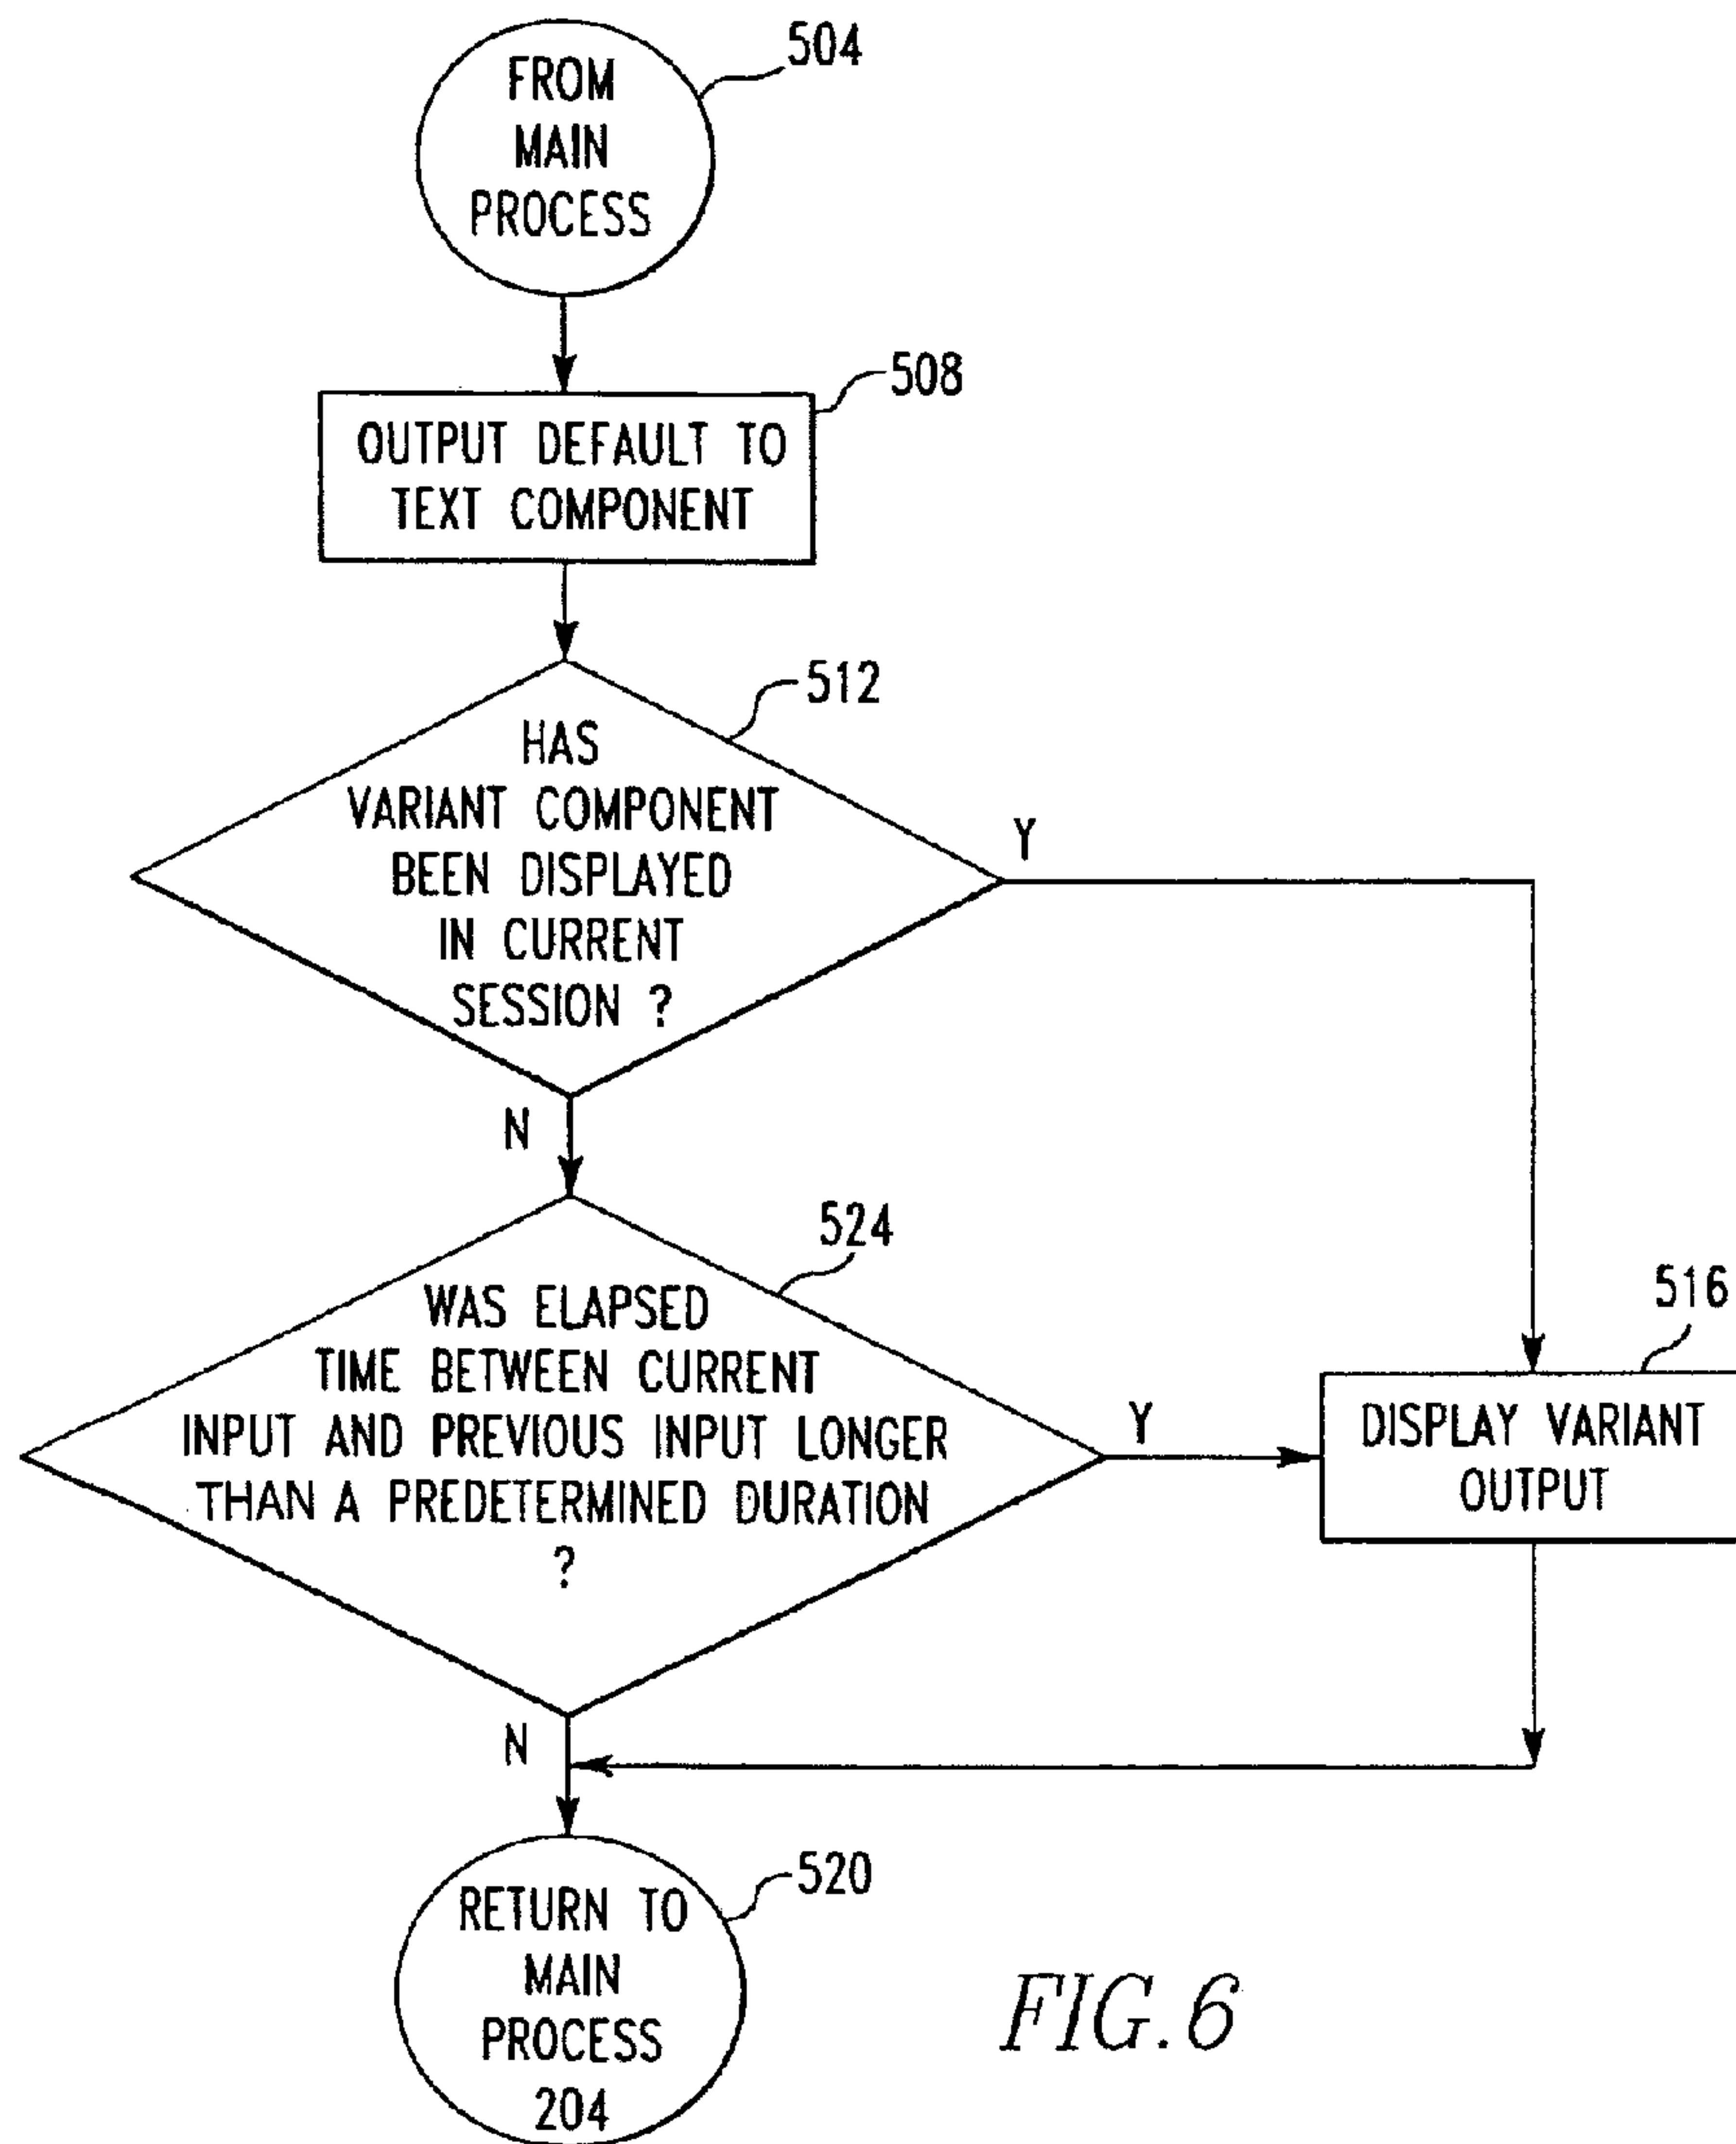 504
FROM
MAIN
PROCESS
508
OUTPUT DEFAULT TO
TEXT COMPONENT
512
HAS
VARIANT COMPONENT
BEEN DISPLAYED
IN CURRENT
SESSION ?
Y
N
524
WAS ELAPSED
TIME BETWEEN CURRENT
INPUT AND PREVIOUS INPUT LONGER
THAN A PREDETERMINED DURATION
?
Y
516
DISPLAY VARIANT
OUTPUT
N
520
RETURN TO
MAIN
PROCESS
204
FIG.6